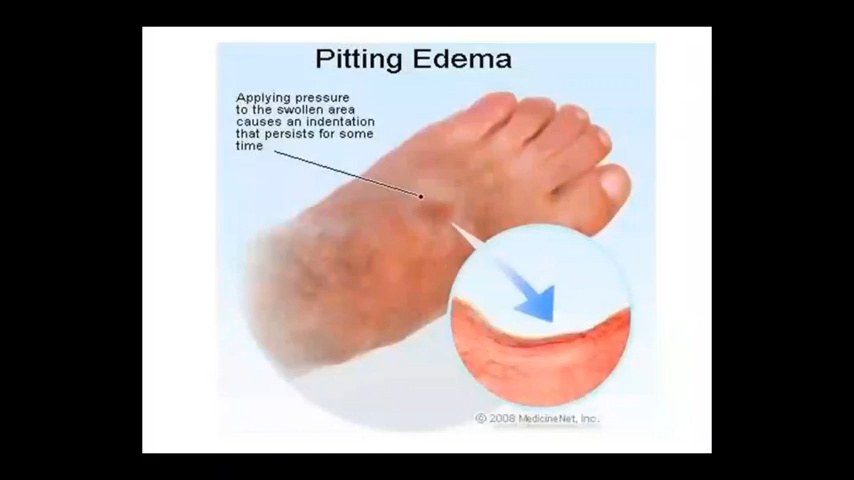 Pitting Edema
Applying pressure
to the swollen area
causes an indentation
that persists for some
time
© 2008 MedicineNet, Inc.